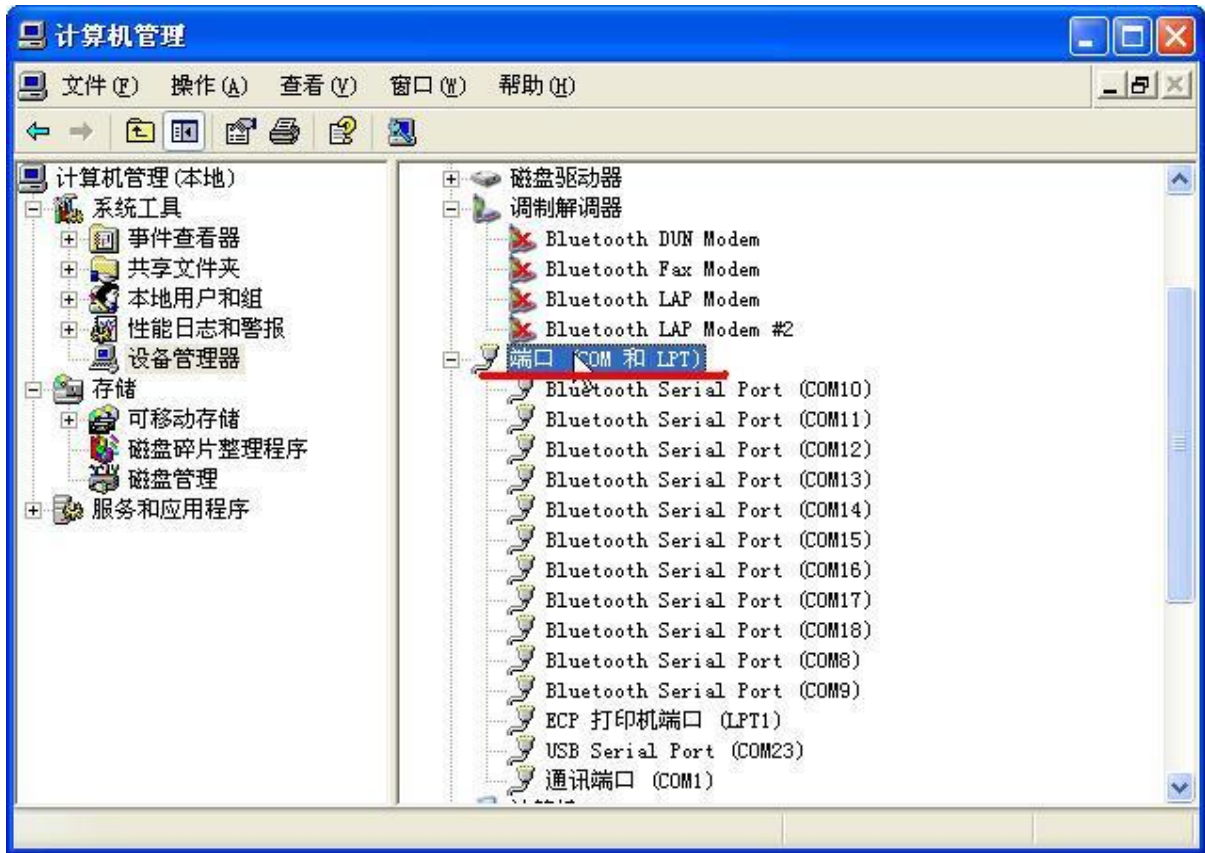 计算机管理
文件(F) 操作(A) 查看(V) 窗口(W) 帮助(H)
计算机管理(本地)
系统工具
事件查看器
共享文件夹
本地用户和组
性能日志和警报
设备管理器
存储
可移动存储
磁盘碎片整理程序
磁盘管理
服务和应用程序
磁盘驱动器
调制解调器
Bluetooth DUN Modem
Bluetooth Fax Modem
Bluetooth LAP Modem
Bluetooth LAP Modem #2
端口 (COM 和 LPT)
Bluetooth Serial Port (COM10)
Bluetooth Serial Port (COM11)
Bluetooth Serial Port (COM12)
Bluetooth Serial Port (COM13)
Bluetooth Serial Port (COM14)
Bluetooth Serial Port (COM15)
Bluetooth Serial Port (COM16)
Bluetooth Serial Port (COM17)
Bluetooth Serial Port (COM18)
Bluetooth Serial Port (COM8)
Bluetooth Serial Port (COM9)
ECP 打印机端口 (LPT1)
USB Serial Port (COM23)
通讯端口 (COM1)